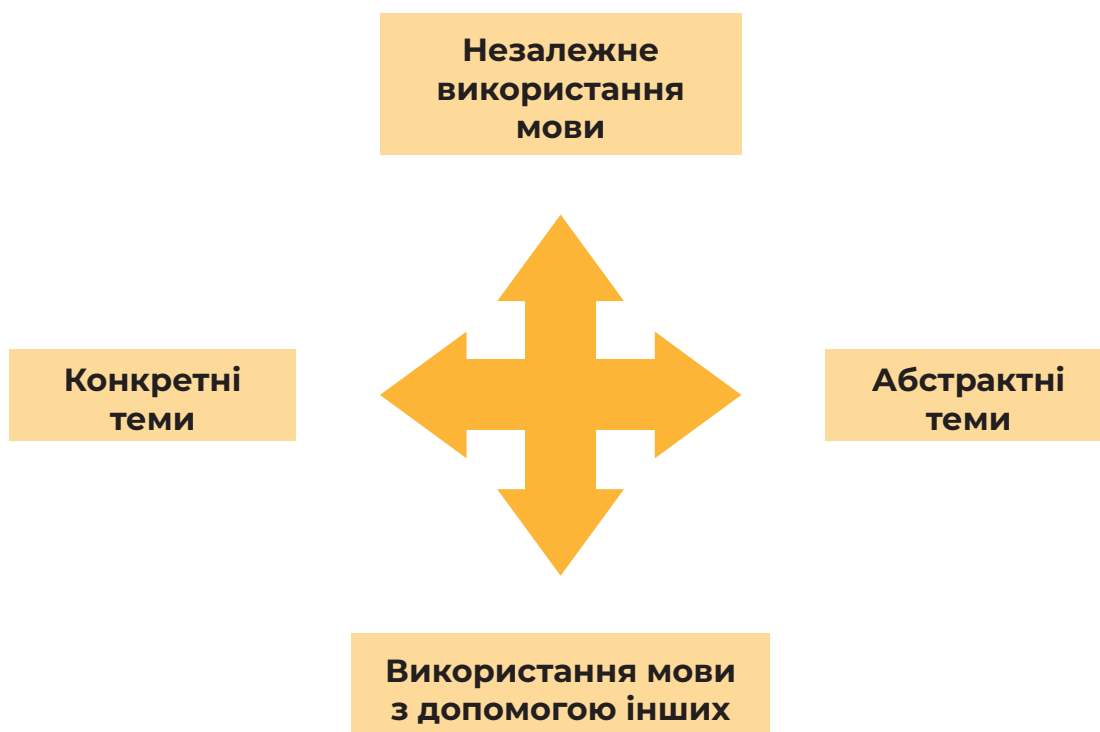 Незалежне
використання
мови
Конкретні
теми
Абстрактні
теми
Використання мови
з допомогою інших